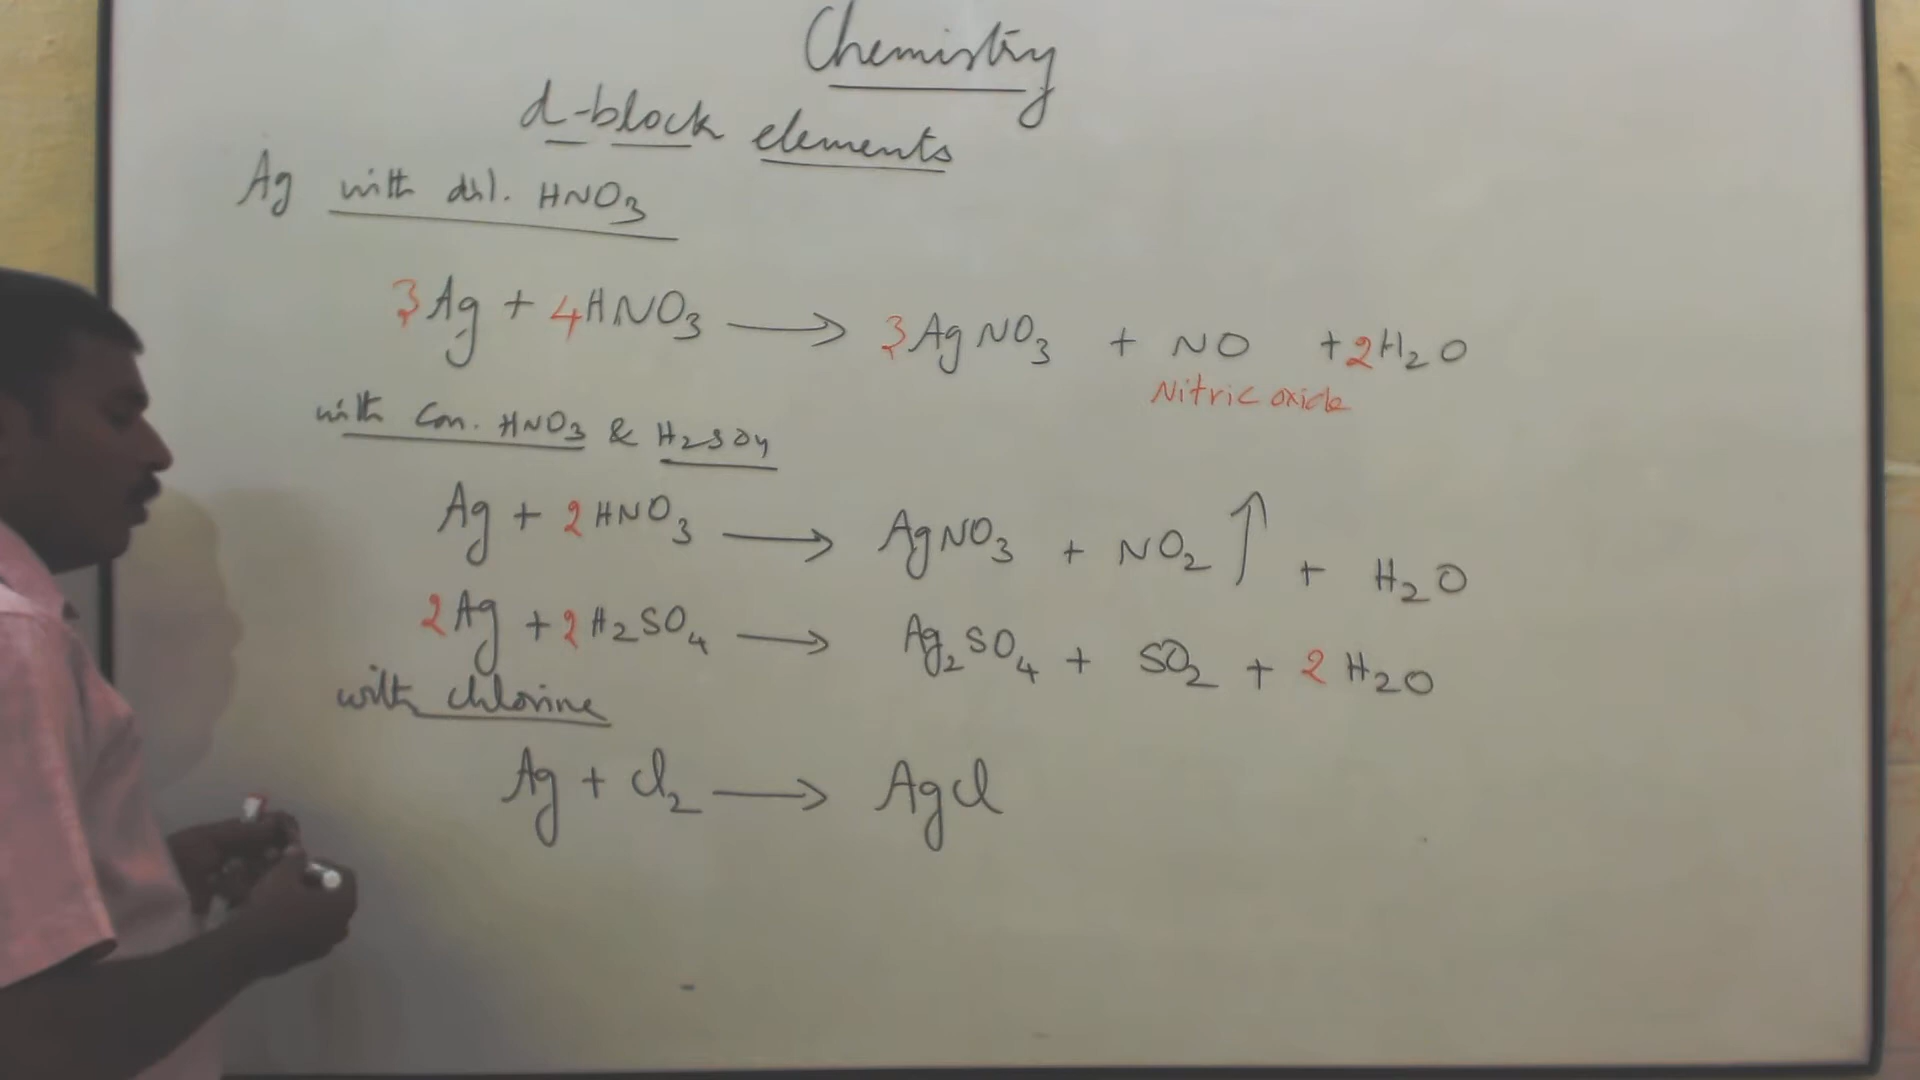 Chemistry
d-block elements
Ag with dil. HNO3
3Ag + 4HNO3 ⟶ 3AgNO3 + NO + 2H2O
Nitric oxide
with Con. HNO3 & H2SO4
Ag + 2HNO3 ⟶ AgNO3 + NO2 ↑ + H2O
2Ag + 2H2SO4 ⟶ Ag2SO4 + SO2 + 2H2O
with chlorine
Ag + Cl2 ⟶ AgCl